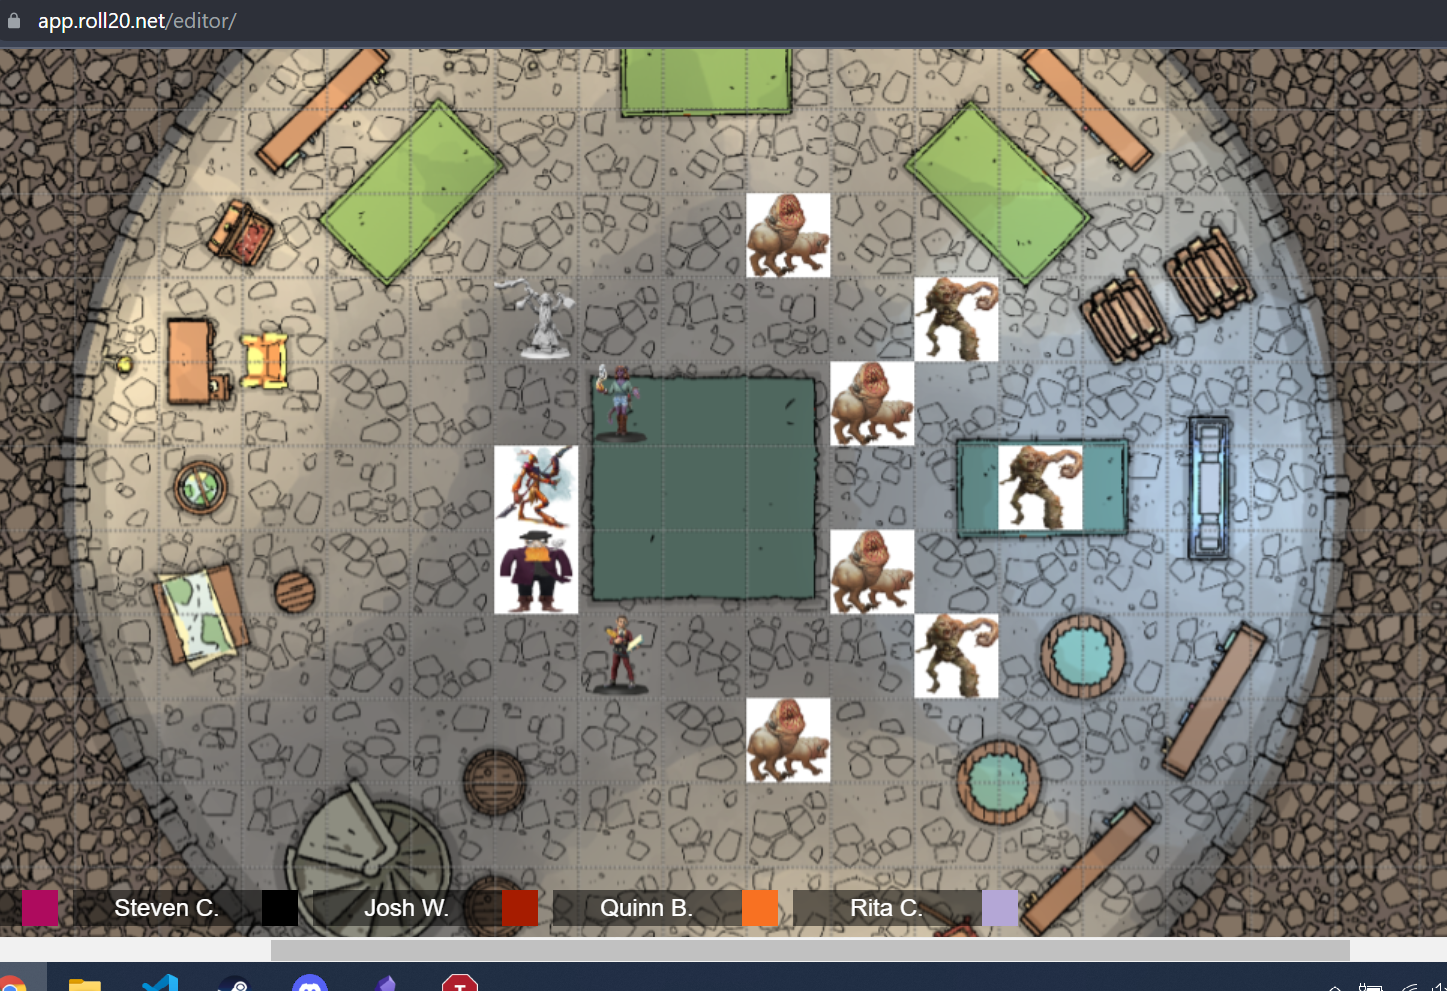 app.roll20.net/editor/
Steven C.
Josh W.
Quinn B.
Rita C.
T